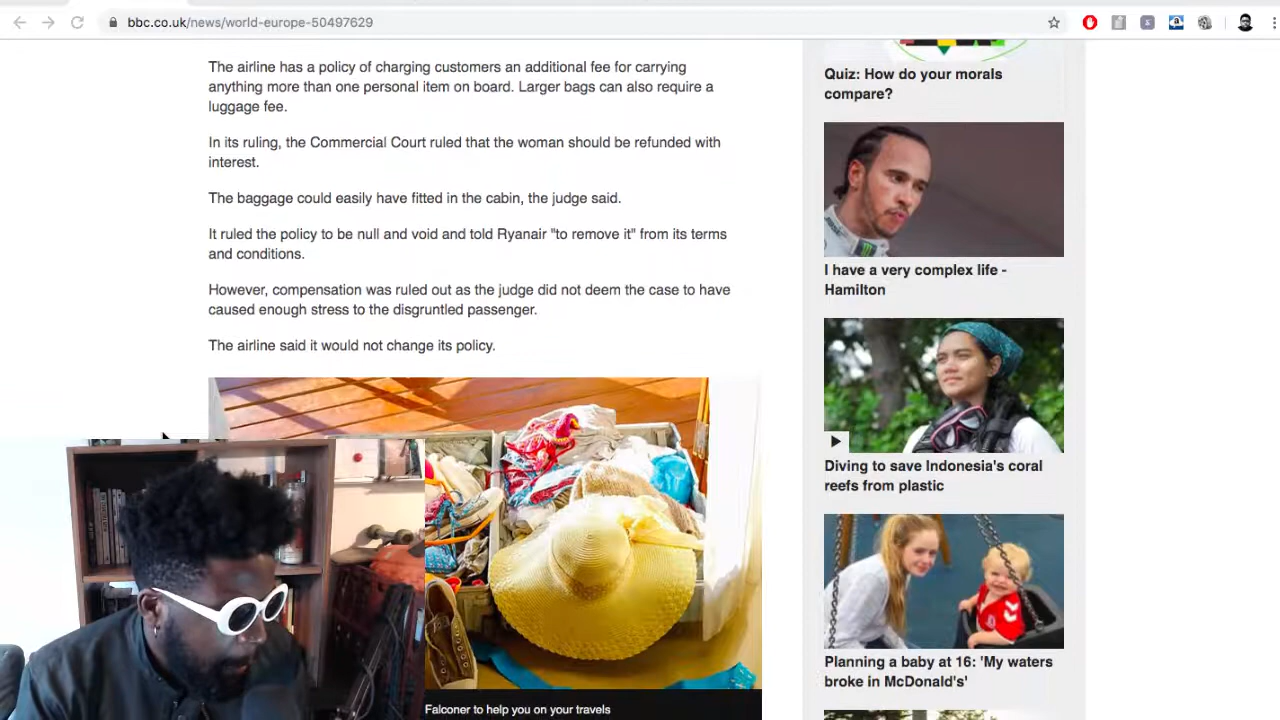 bbc.co.uk/news/world-europe-50497629
The airline has a policy of charging customers an additional fee for carrying
anything more than one personal item on board. Larger bags can also require a
luggage fee.
In its ruling, the Commercial Court ruled that the woman should be refunded with
interest.
The baggage could easily have fitted in the cabin, the judge said.
It ruled the policy to be null and void and told Ryanair "to remove it" from its terms
and conditions.
However, compensation was ruled out as the judge did not deem the case to have
caused enough stress to the disgruntled passenger.
The airline said it would not change its policy.
Falconer to help you on your travels
Quiz: How do your morals
compare?
I have a very complex life -
Hamilton
Diving to save Indonesia's coral
reefs from plastic
Planning a baby at 16: 'My waters
broke in McDonald's'